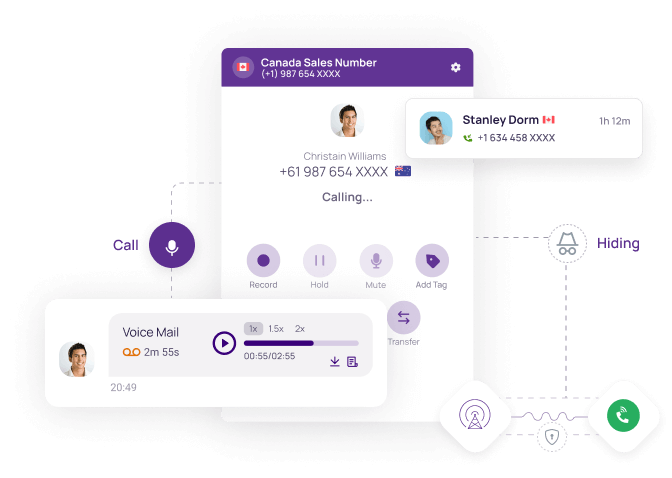 Canada Sales Number
(+1) 987 654 XXXX
Stanley Dorm
1h 12m
+1 634 458 XXXX
Christain Williams
+61 987 654 XXXX
Calling...
Call
Hiding
Record
Hold
Mute
Add Tag
Transfer
Voice Mail
2m 55s
1x 1.5x 2x
00:55/02:55
20:49